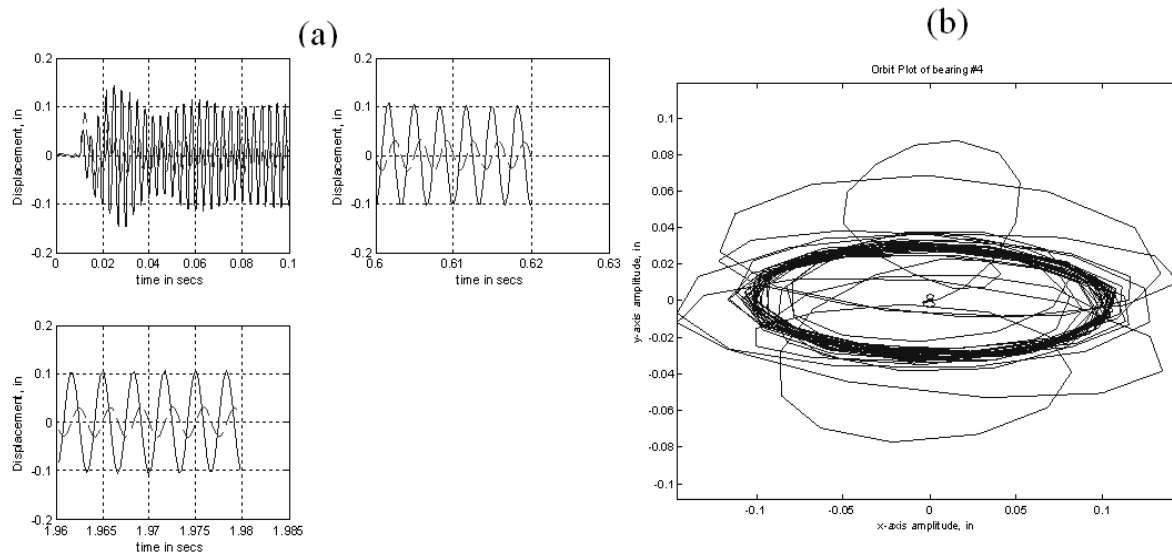 (a)
(b)
0.2
0.1
0
-0.1
-0.2
Displacement, in
0 0.02 0.04 0.06 0.08 0.1
time in secs
0.2
0.1
0
-0.1
-0.2
Displacement, in
0.6 0.61 0.62 0.63
time in secs
0.2
0.1
0
-0.1
-0.2
Displacement, in
1.96 1.965 1.97 1.975 1.98 1.985
time in secs
Orbit Plot of bearing #4
0.1
0.08
0.06
0.04
0.02
0
-0.02
-0.04
-0.06
-0.08
-0.1
y-axis amplitude, in
-0.1 -0.05 0 0.05 0.1
x-axis amplitude, in